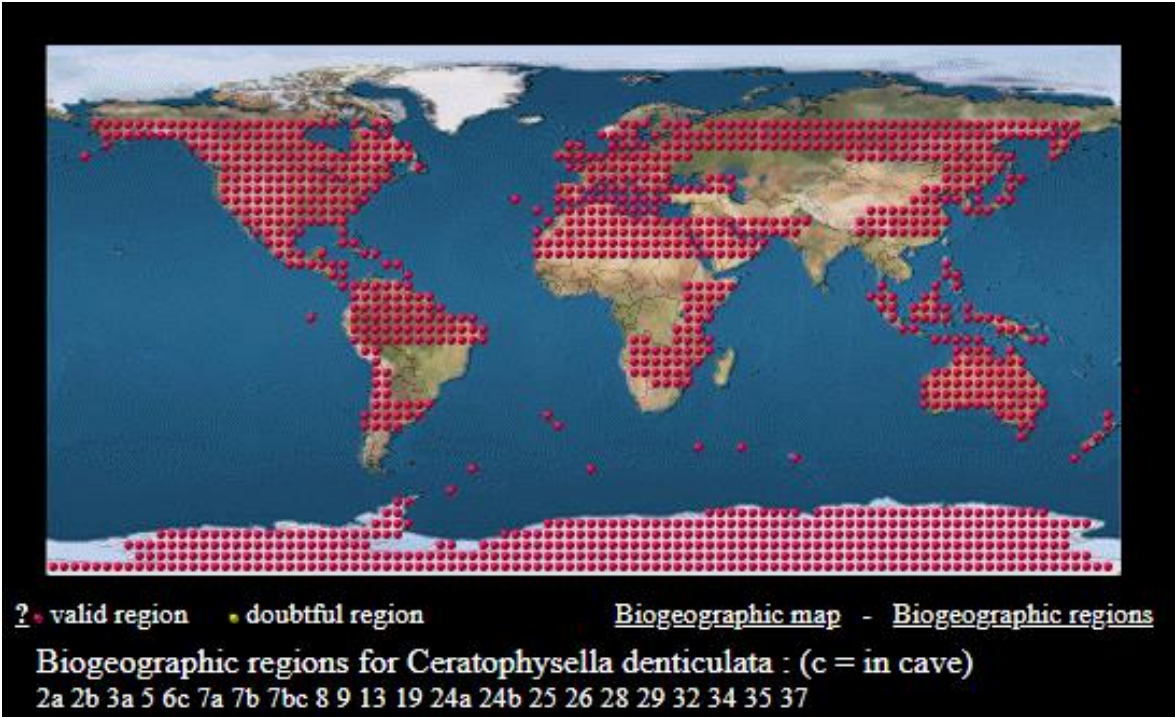 ? valid region doubtful region Biogeographic map - Biogeographic regions
Biogeographic regions for Ceratophysella denticulata : (c = in cave)
2a 2b 3a 5 6c 7a 7b 7bc 8 9 13 19 24a 24b 25 26 28 29 32 34 35 37